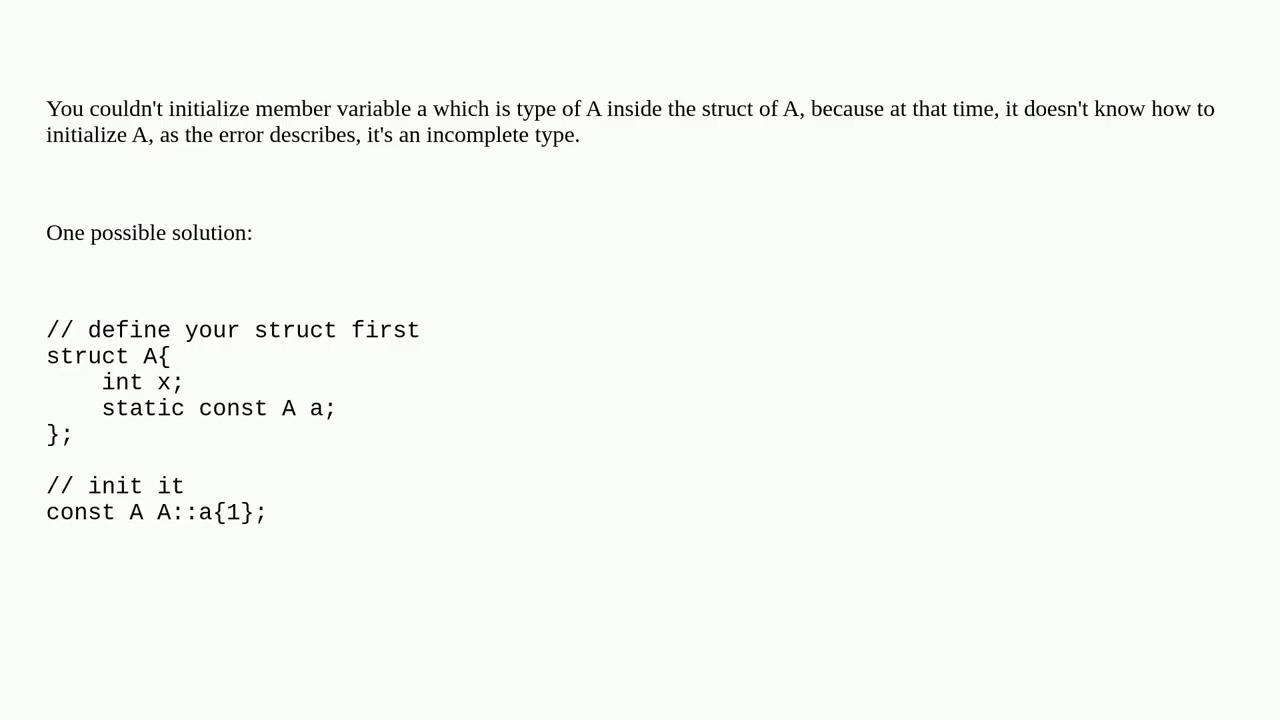 You couldn't initialize member variable a which is type of A inside the struct of A, because at that time, it doesn't know how to
initialize A, as the error describes, it's an incomplete type.
One possible solution:
// define your struct first
struct A{
    int x;
    static const A a;
};
// init it
const A A::a{1};